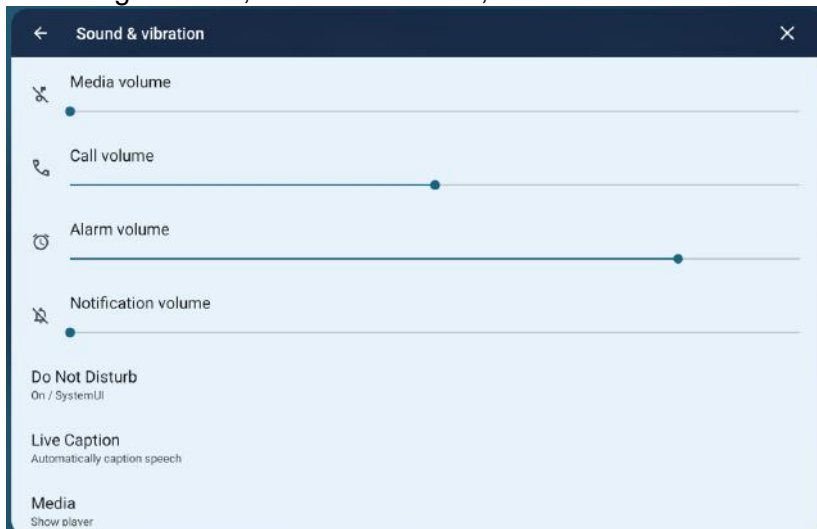 Sound & vibration
Media volume
Call volume
Alarm volume
Notification volume
Do Not Disturb
On / SystemUI
Live Caption
Automatically caption speech
Media
Show player